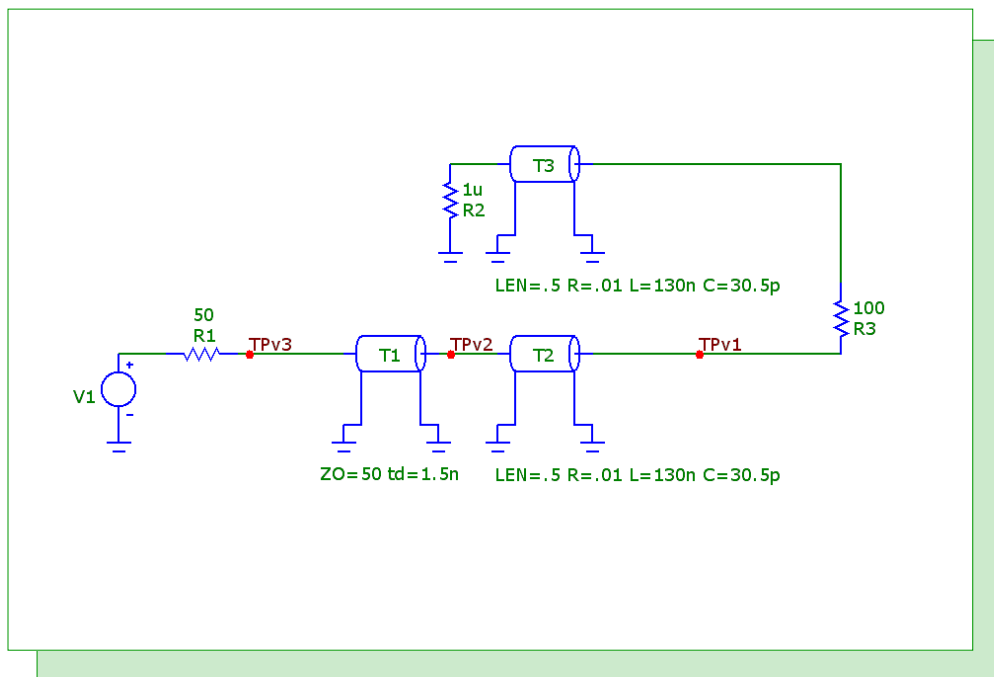 T3
1u
R2
LEN=.5 R=.01 L=130n C=30.5p
50
R1
100
R3
TPv3
TPv2
TPv1
T1
T2
+
V1
-
ZO=50 td=1.5n
LEN=.5 R=.01 L=130n C=30.5p